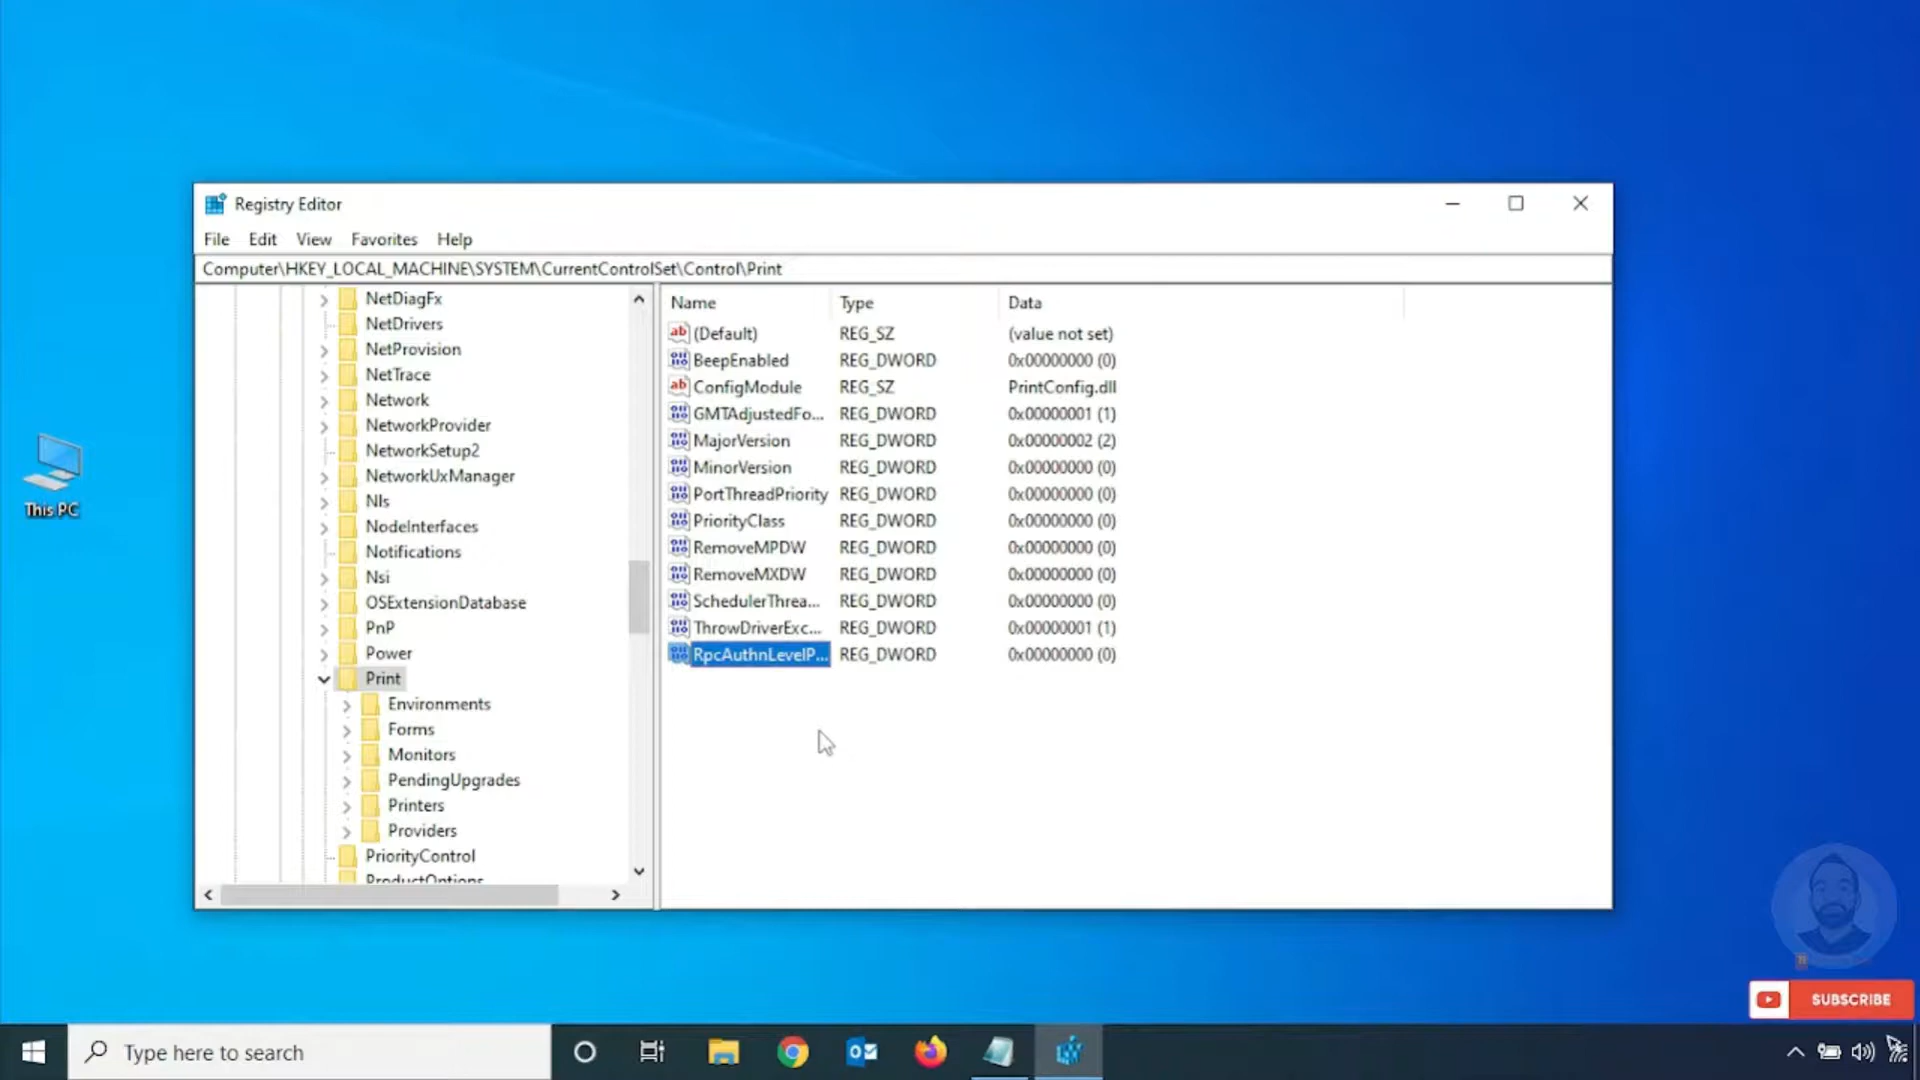 Registry Editor
File Edit View Favorites Help
Computer\HKEY_LOCAL_MACHINE\SYSTEM\CurrentControlSet\Control\Print
NetDiagFx
NetDrivers
NetProvision
NetTrace
Network
NetworkProvider
NetworkSetup2
NetworkUxManager
Nls
NodeInterfaces
Notifications
Nsi
OSExtensionDatabase
PnP
Power
Print
Environments
Forms
Monitors
PendingUpgrades
Printers
Providers
PriorityControl
ProductOptions
Name Type Data
(Default) REG_SZ (value not set)
BeepEnabled REG_DWORD 0x00000000 (0)
ConfigModule REG_SZ PrintConfig.dll
GMTAdjustedFo... REG_DWORD 0x00000001 (1)
MajorVersion REG_DWORD 0x00000002 (2)
MinorVersion REG_DWORD 0x00000000 (0)
PortThreadPriority REG_DWORD 0x00000000 (0)
PriorityClass REG_DWORD 0x00000000 (0)
RemoveMPDW REG_DWORD 0x00000000 (0)
RemoveMXDW REG_DWORD 0x00000000 (0)
SchedulerThrea... REG_DWORD 0x00000000 (0)
ThrowDriverExc... REG_DWORD 0x00000001 (1)
RpcAuthnLevelP... REG_DWORD 0x00000000 (0)
This PC
SUBSCRIBE
Type here to search